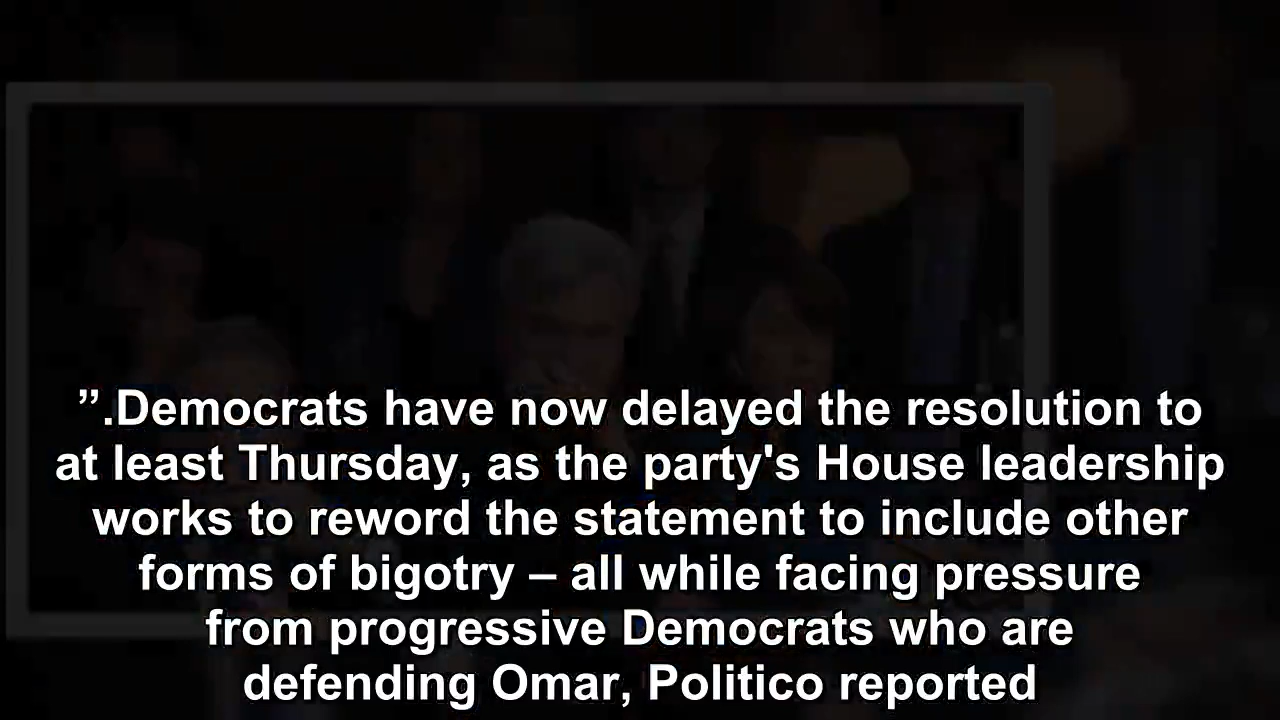 ”.Democrats have now delayed the resolution to
at least Thursday, as the party's House leadership
works to reword the statement to include other
forms of bigotry – all while facing pressure
from progressive Democrats who are
defending Omar, Politico reported